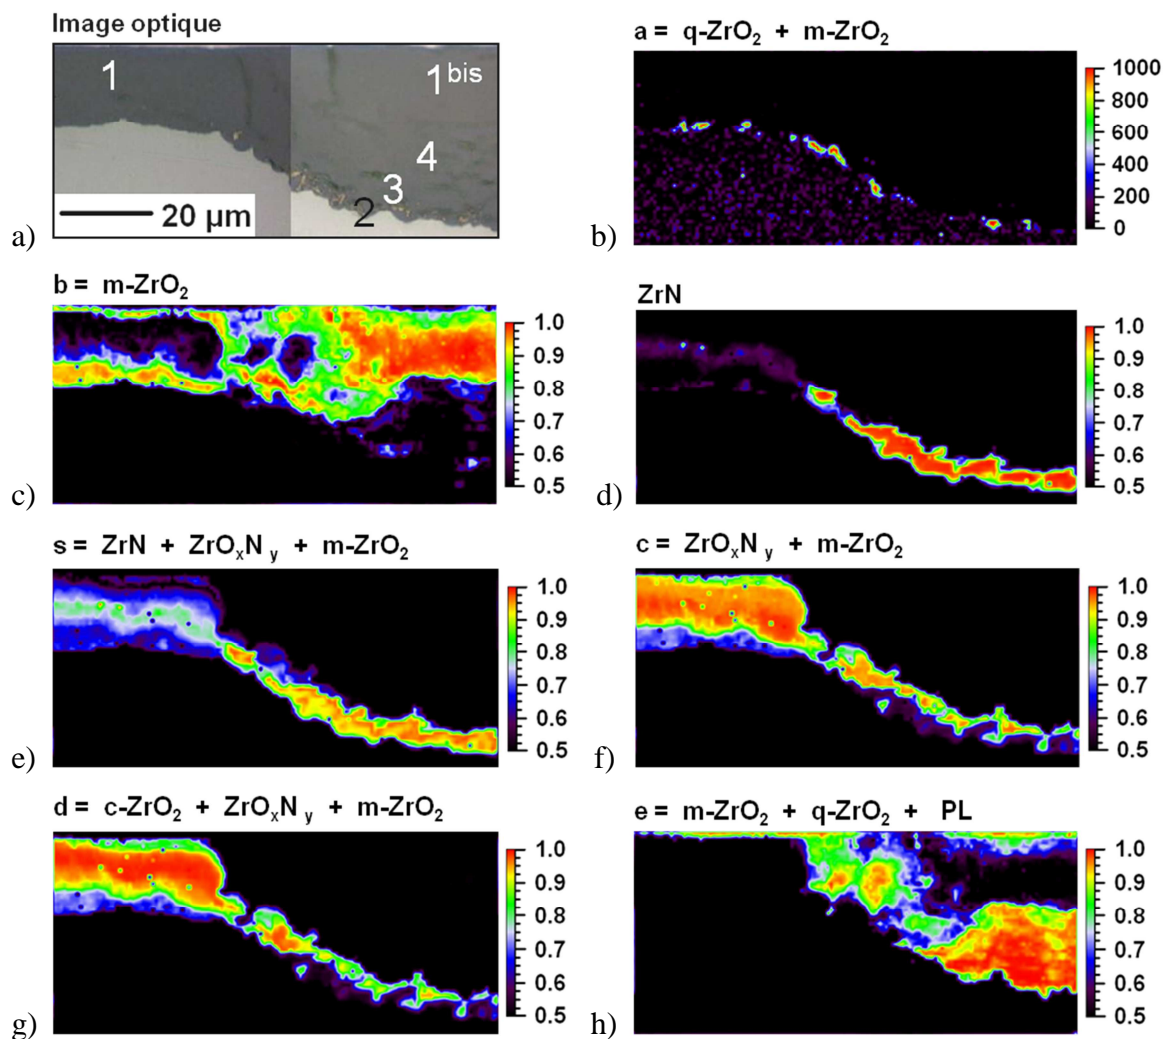 Image optique
1
1bis
4
3
2
20 µm
a)
a = q-ZrO2 + m-ZrO2
1000
800
600
400
200
0
b)
b = m-ZrO2
1.0
0.9
0.8
0.7
0.6
0.5
c)
ZrN
1.0
0.9
0.8
0.7
0.6
0.5
d)
s = ZrN + ZrOxNy + m-ZrO2
1.0
0.9
0.8
0.7
0.6
0.5
e)
c = ZrOxNy + m-ZrO2
1.0
0.9
0.8
0.7
0.6
0.5
f)
d = c-ZrO2 + ZrOxNy + m-ZrO2
1.0
0.9
0.8
0.7
0.6
0.5
g)
e = m-ZrO2 + q-ZrO2 + PL
1.0
0.9
0.8
0.7
0.6
0.5
h)